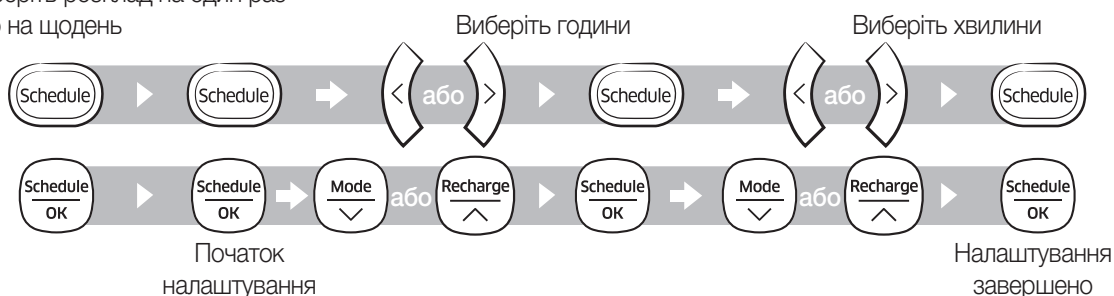 розклад на один раз
на щодень
Виберіть години
Виберіть хвилини
Schedule Schedule < або > Schedule < або > Schedule
Schedule OK Schedule OK Mode або Recharge Schedule OK Mode або Recharge Schedule OK
Початок
налаштування
Налаштування
завершено